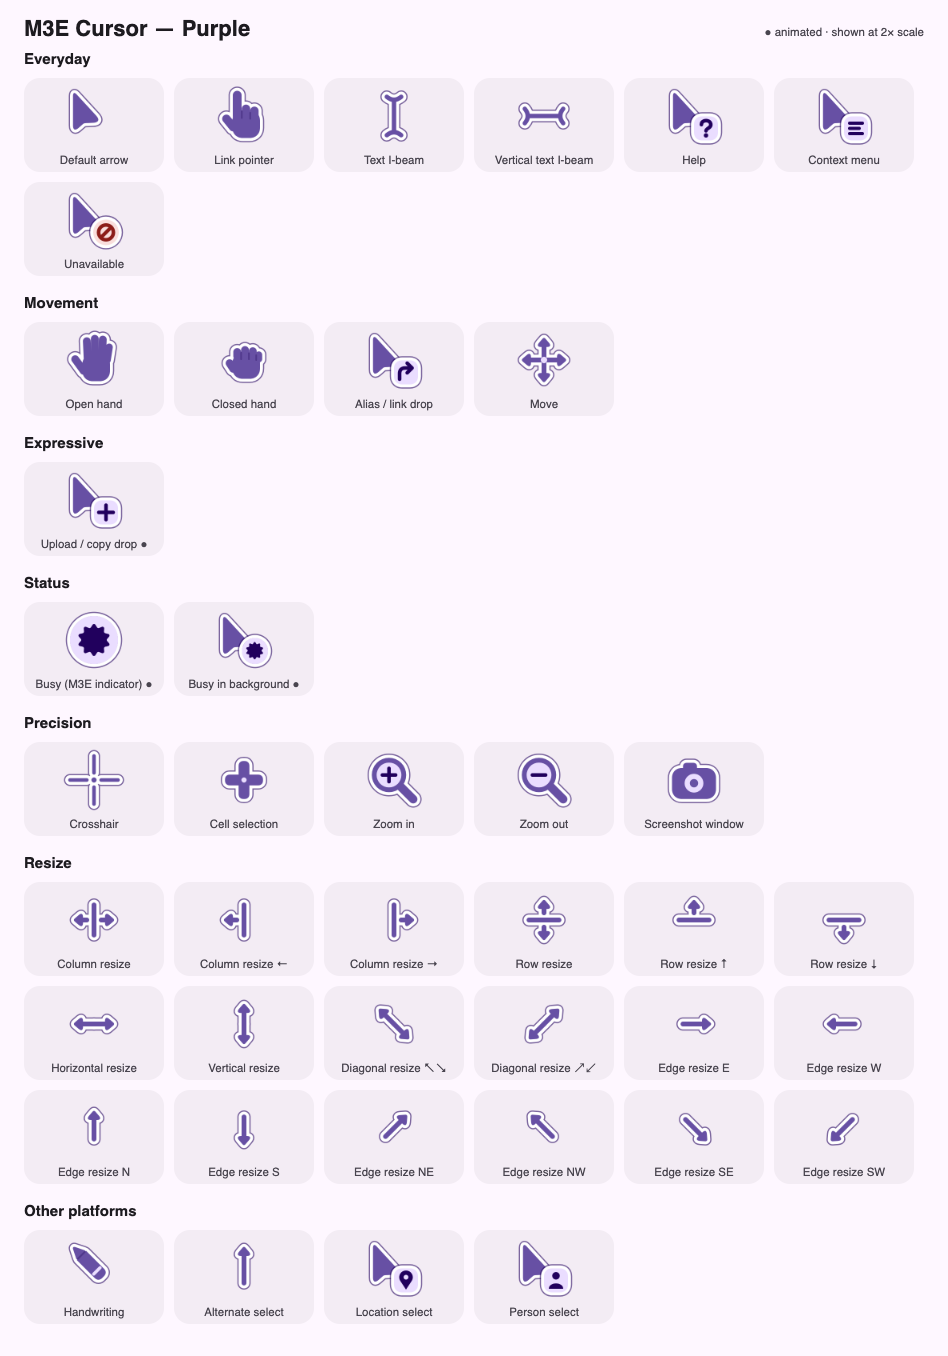 M3E Cursor — Purple
● animated · shown at 2× scale
Everyday
Default arrow
Link pointer
Text I-beam
Vertical text I-beam
Help
Context menu
Unavailable
Movement
Open hand
Closed hand
Alias / link drop
Move
Expressive
Upload / copy drop ●
Status
Busy (M3E indicator) ●
Busy in background ●
Precision
Crosshair
Cell selection
Zoom in
Zoom out
Screenshot window
Resize
Column resize
Column resize ←
Column resize →
Row resize
Row resize ↑
Row resize ↓
Horizontal resize
Vertical resize
Diagonal resize ↖↘
Diagonal resize ↗↙
Edge resize E
Edge resize W
Edge resize N
Edge resize S
Edge resize NE
Edge resize NW
Edge resize SE
Edge resize SW
Other platforms
Handwriting
Alternate select
Location select
Person select